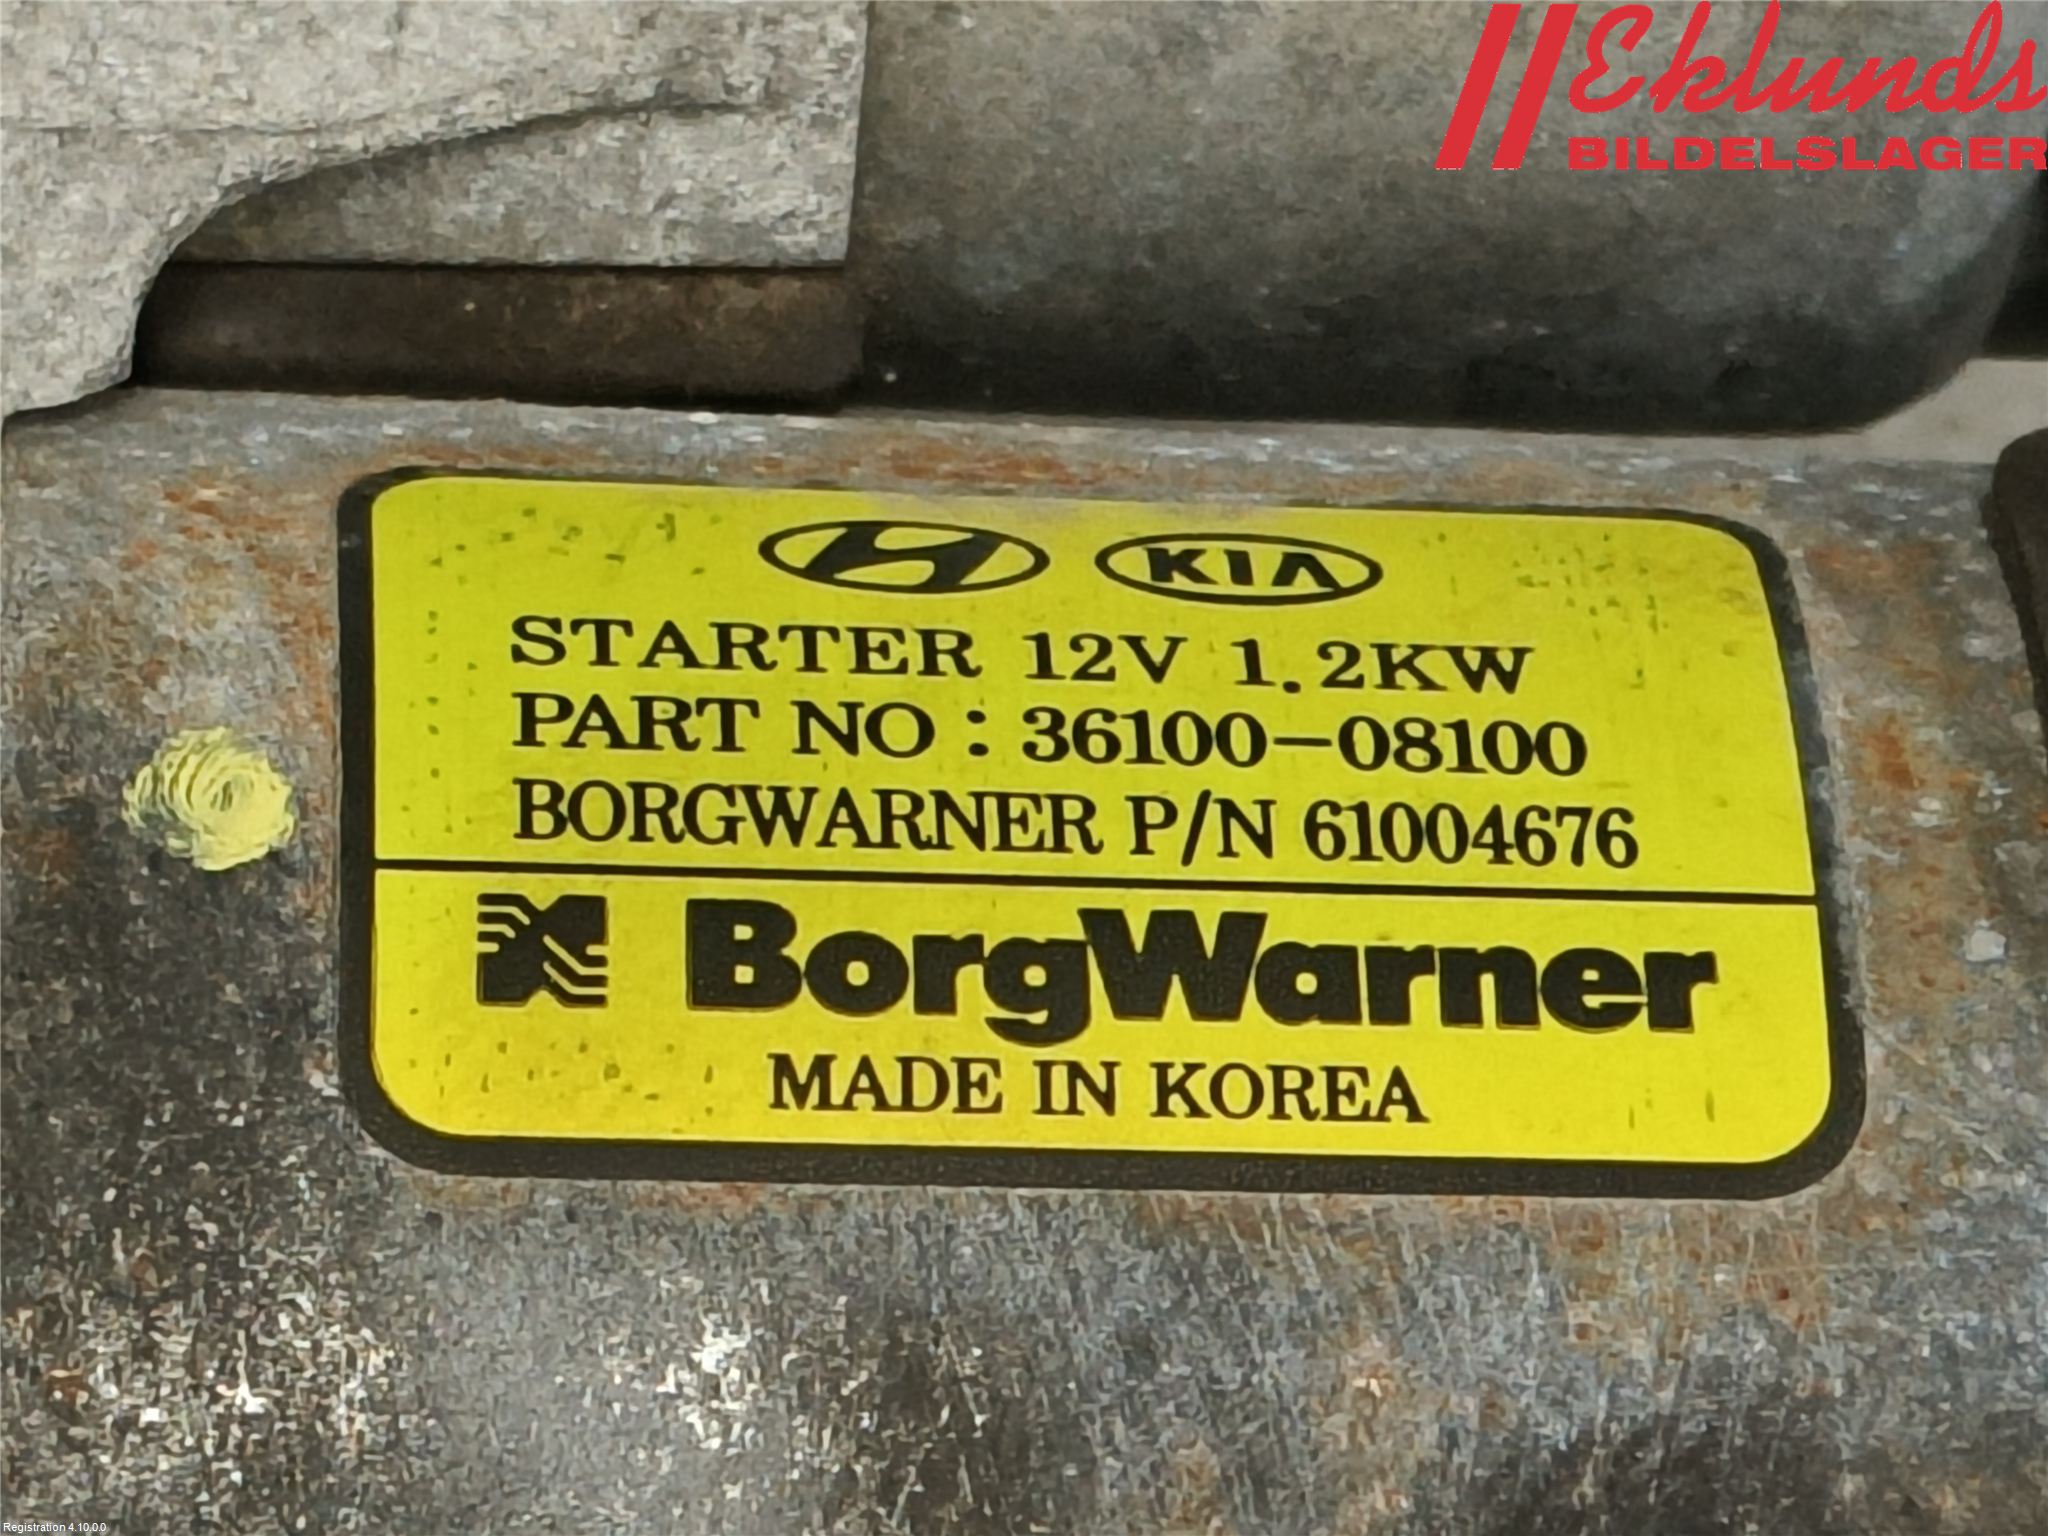 Eklunds
BILDELSLAGER
KIA
STARTER 12V 1.2KW
PART NO : 36100-08100
BORGWARNER P/N 61004676
BorgWarner
MADE IN KOREA
Registration 4.10.0.0